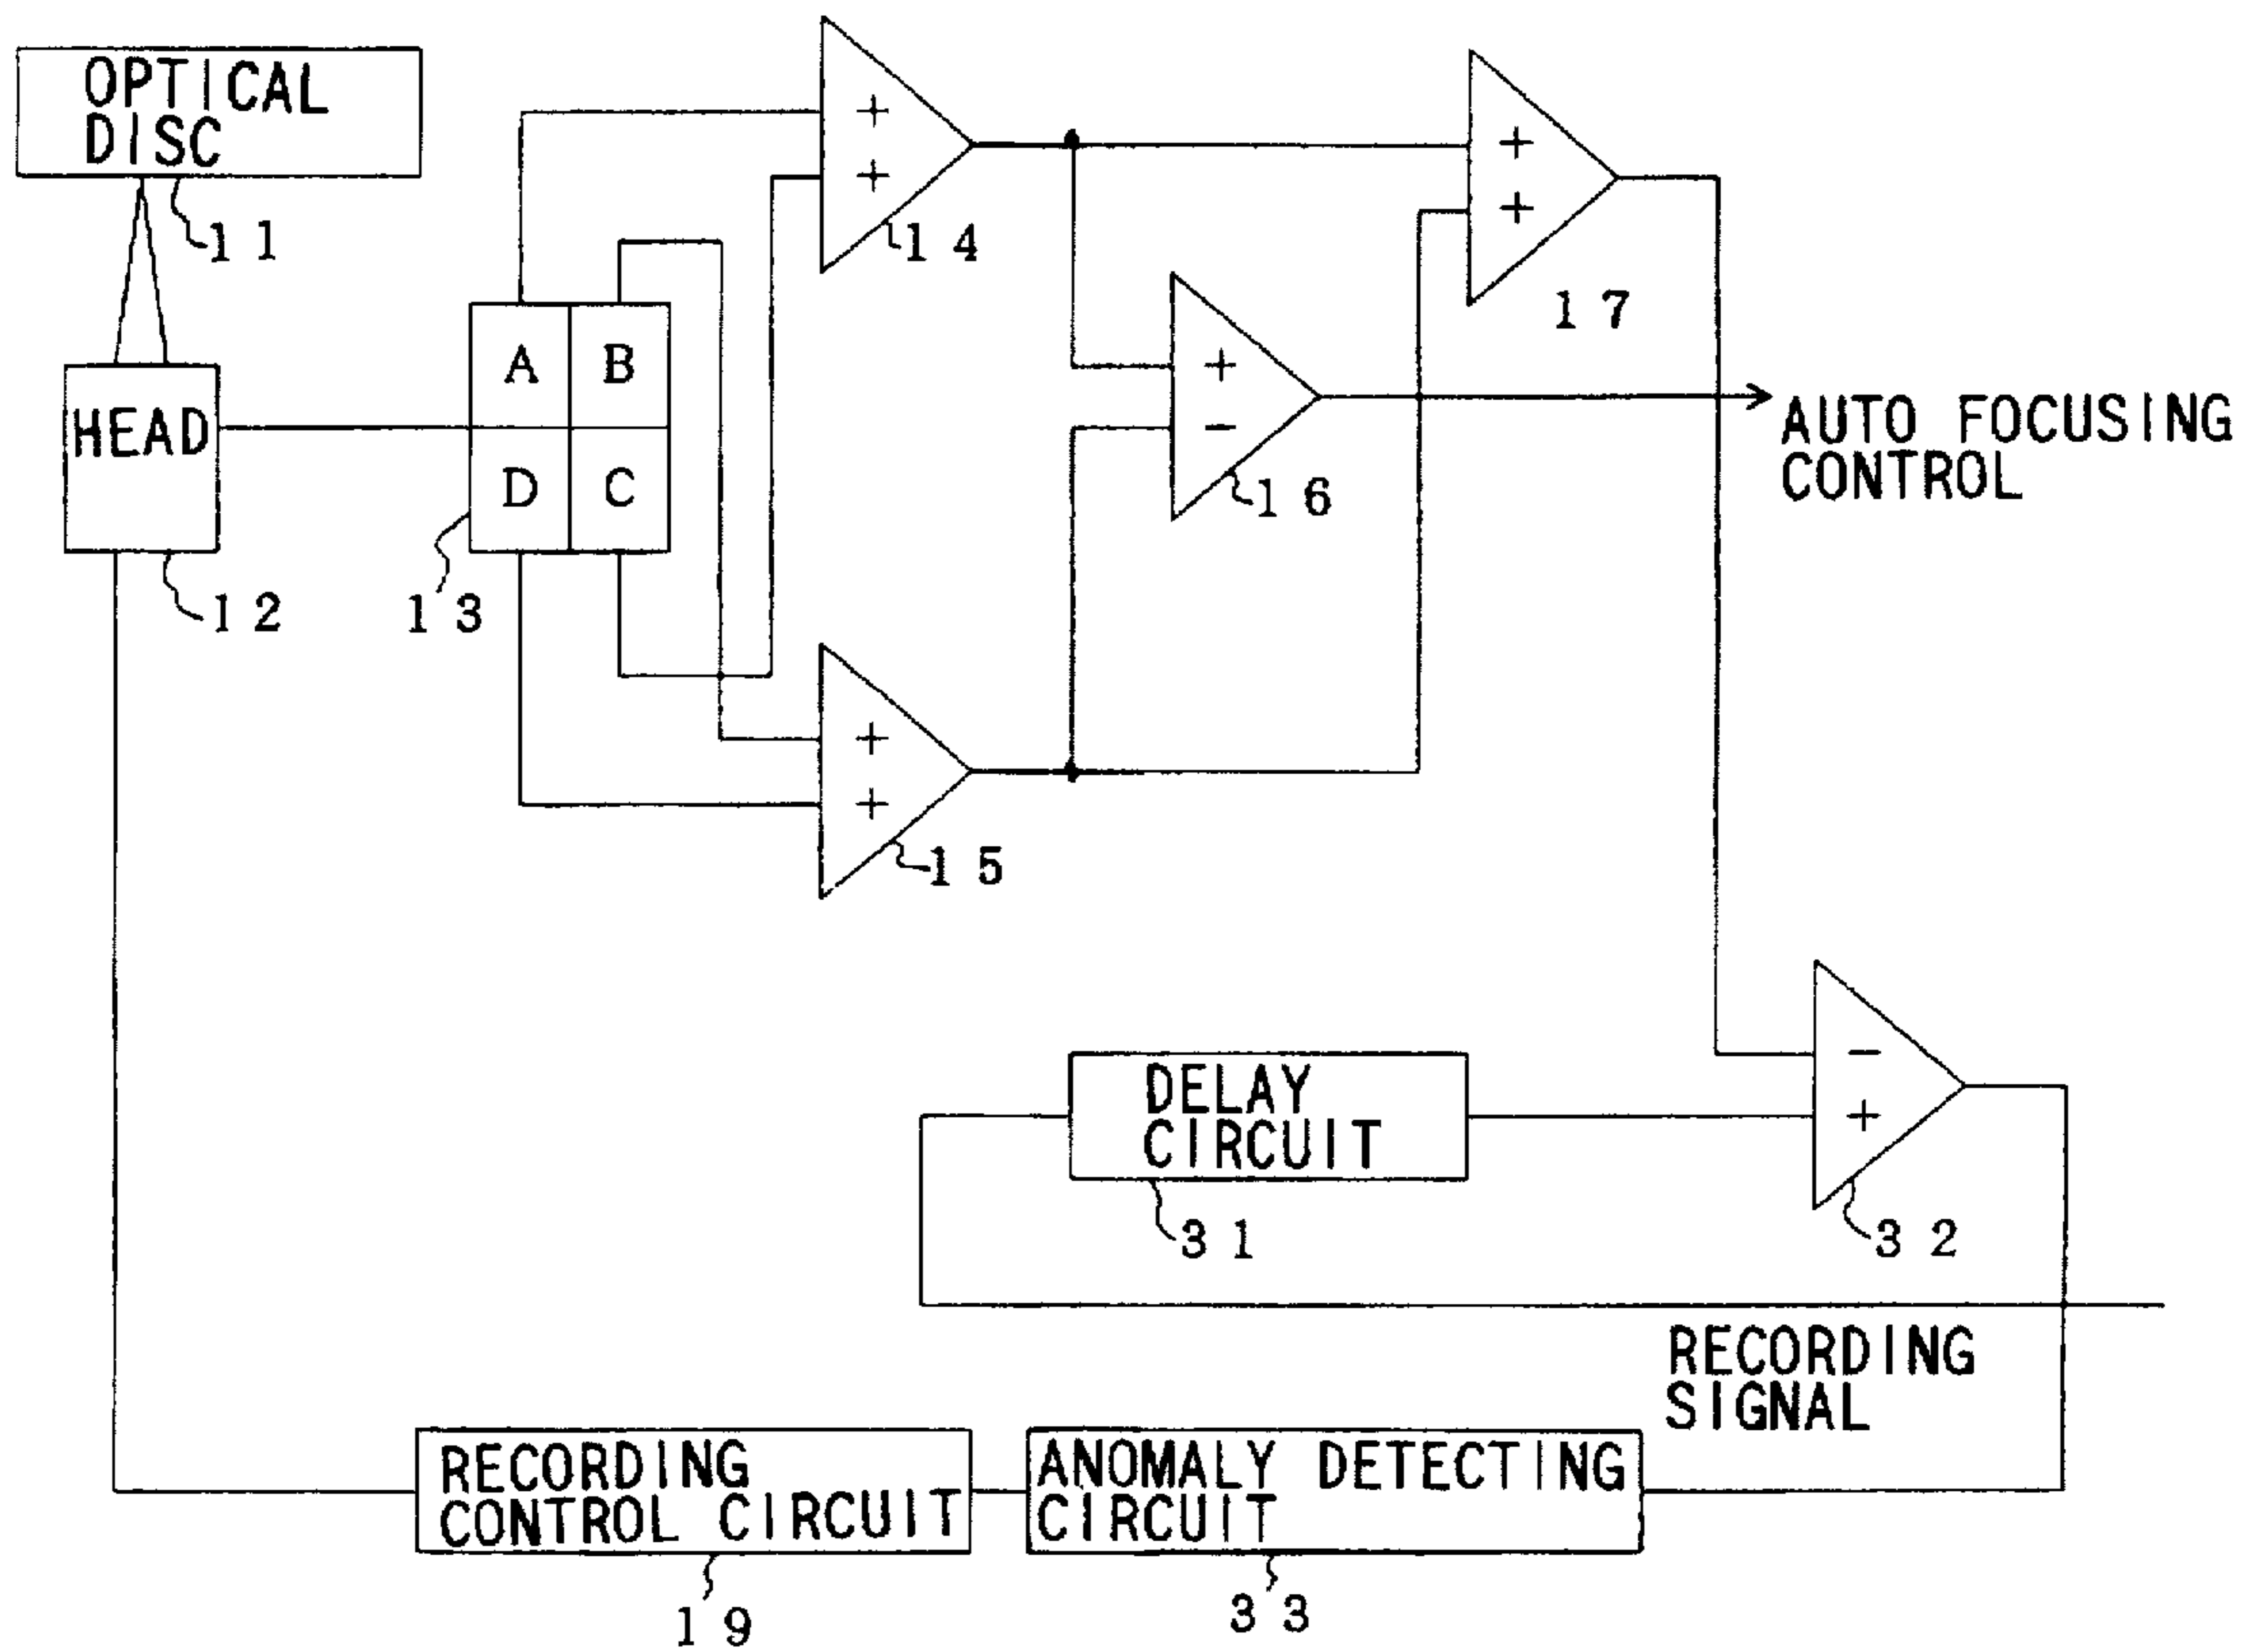 OPTICAL
DISC
11
HEAD
12
A
B
D
C
13
+
+
14
+
+
15
+
-
16
+
+
17
AUTO FOCUSING
CONTROL
DELAY
CIRCUIT
31
-
+
32
RECORDING
SIGNAL
RECORDING
CONTROL CIRCUIT
19
ANOMALY DETECTING
CIRCUIT
33